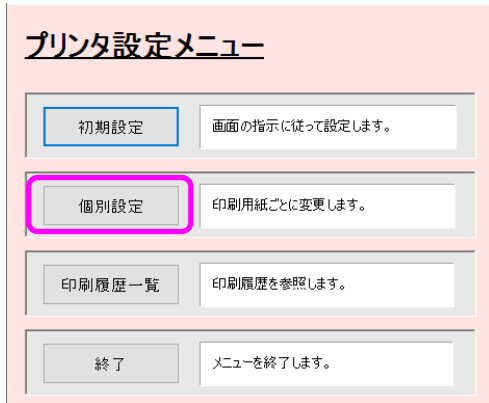 プリンタ設定メニュー
初期設定
画面の指示に従って設定します。
個別設定
印刷用紙ごとに変更します。
印刷履歴一覧
印刷履歴を参照します。
終了
メニューを終了します。